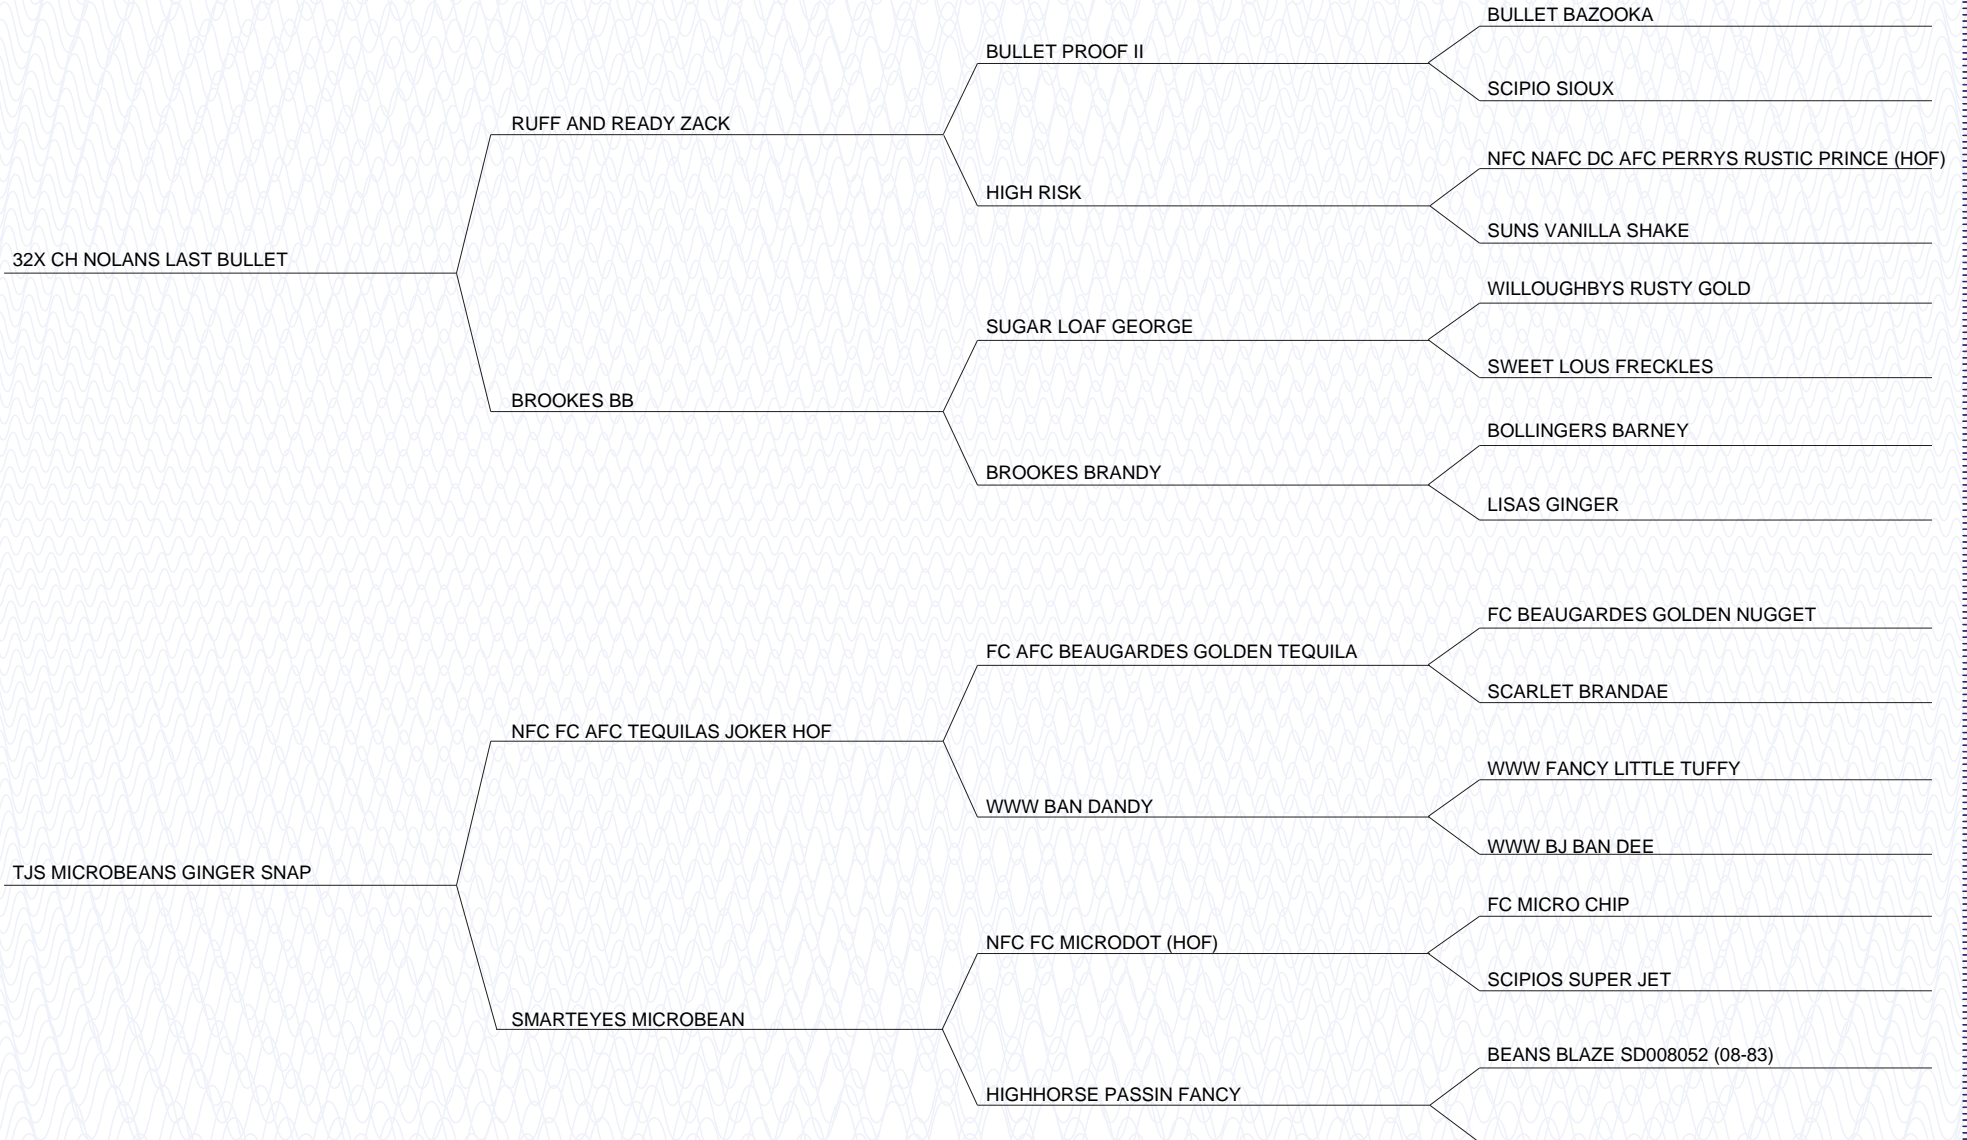 BULLET BAZOOKA
BULLET PROOF II
SCIPIO SIOUX
RUFF AND READY ZACK
NFC NAFC DC AFC PERRYS RUSTIC PRINCE (HOF)
HIGH RISK
SUNS VANILLA SHAKE
32X CH NOLANS LAST BULLET
WILLOUGHBYS RUSTY GOLD
SUGAR LOAF GEORGE
SWEET LOUS FRECKLES
BROOKES BB
BOLLINGERS BARNEY
BROOKES BRANDY
LISAS GINGER
FC BEAUGARDES GOLDEN NUGGET
FC AFC BEAUGARDES GOLDEN TEQUILA
SCARLET BRANDAE
NFC FC AFC TEQUILAS JOKER HOF
WWW FANCY LITTLE TUFFY
WWW BAN DANDY
WWW BJ BAN DEE
TJS MICROBEANS GINGER SNAP
FC MICRO CHIP
NFC FC MICRODOT (HOF)
SCIPIOS SUPER JET
SMARTEYES MICROBEAN
BEANS BLAZE SD008052 (08-83)
HIGHHORSE PASSIN FANCY